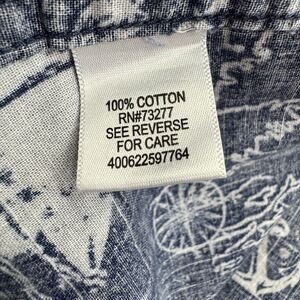 100% COTTON
RN#73277
SEE REVERSE
FOR CARE
400622597764